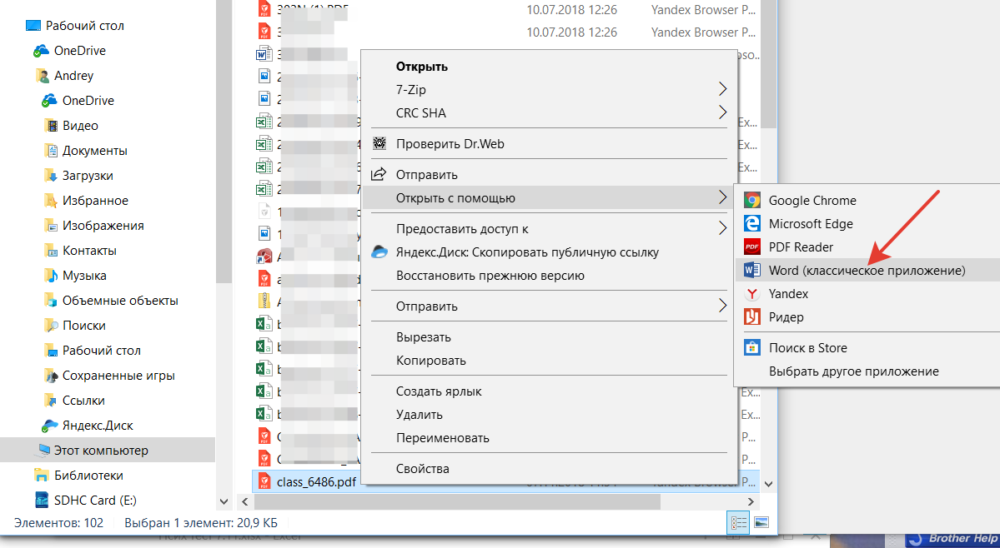 Рабочий стол
OneDrive
Andrey
OneDrive
Видео
Документы
Загрузки
Избранное
Изображения
Контакты
Музыка
Объемные объекты
Поиски
Рабочий стол
Сохраненные игры
Ссылки
Яндекс.Диск
Этот компьютер
Библиотеки
SDHC Card (E:)
10.07.2018 12:26 Yandex Browser P...
10.07.2018 12:26 Yandex Browser P...
class_6486.pdf
Открыть
7-Zip
CRC SHA
Проверить Dr.Web
Отправить
Открыть с помощью
Предоставить доступ к
Яндекс.Диск: Скопировать публичную ссылку
Восстановить прежнюю версию
Отправить
Вырезать
Копировать
Создать ярлык
Удалить
Переименовать
Свойства
Google Chrome
Microsoft Edge
PDF Reader
Word (классическое приложение)
Yandex
Ридер
Поиск в Store
Выбрать другое приложение
Элементов: 102 Выбран 1 элемент: 20,9 КБ
Brother Help